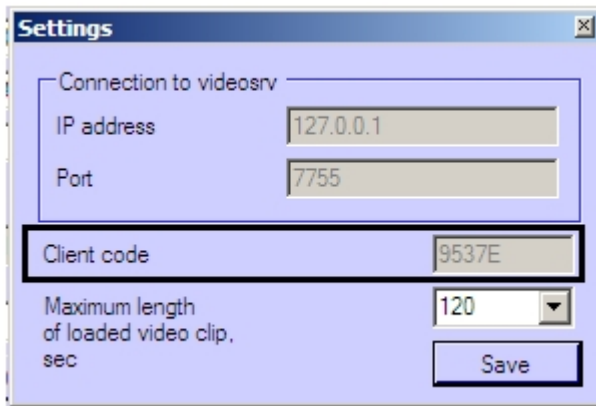 Settings
Connection to videosrv
IP address 127.0.0.1
Port 7755
Client code 9537E
Maximum length
of loaded video clip,
sec
120
Save